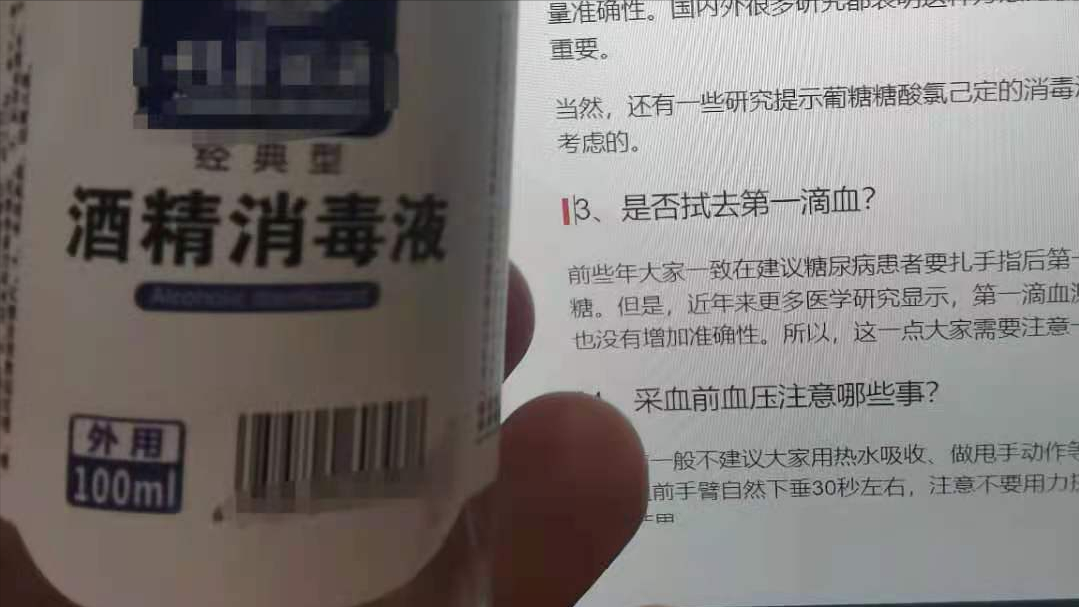 经典型
酒精消毒液
Alcoholic disinfectant
外用
100ml
量准确性。国内外很多研究都表明这种
重要。
当然，还有一些研究提示葡糖糖酸氯己定的消毒
考虑的。
3、是否拭去第一滴血？
前些年大家一致在建议糖尿病患者要扎手指后第一
糖。但是，近年来更多医学研究显示，第一滴血
也没有增加准确性。所以，这一点大家需要注意一
采血前血压注意哪些事？
一般不建议大家用热水吸收、做甩手动作等
前手臂自然下垂30秒左右，注意不要用力